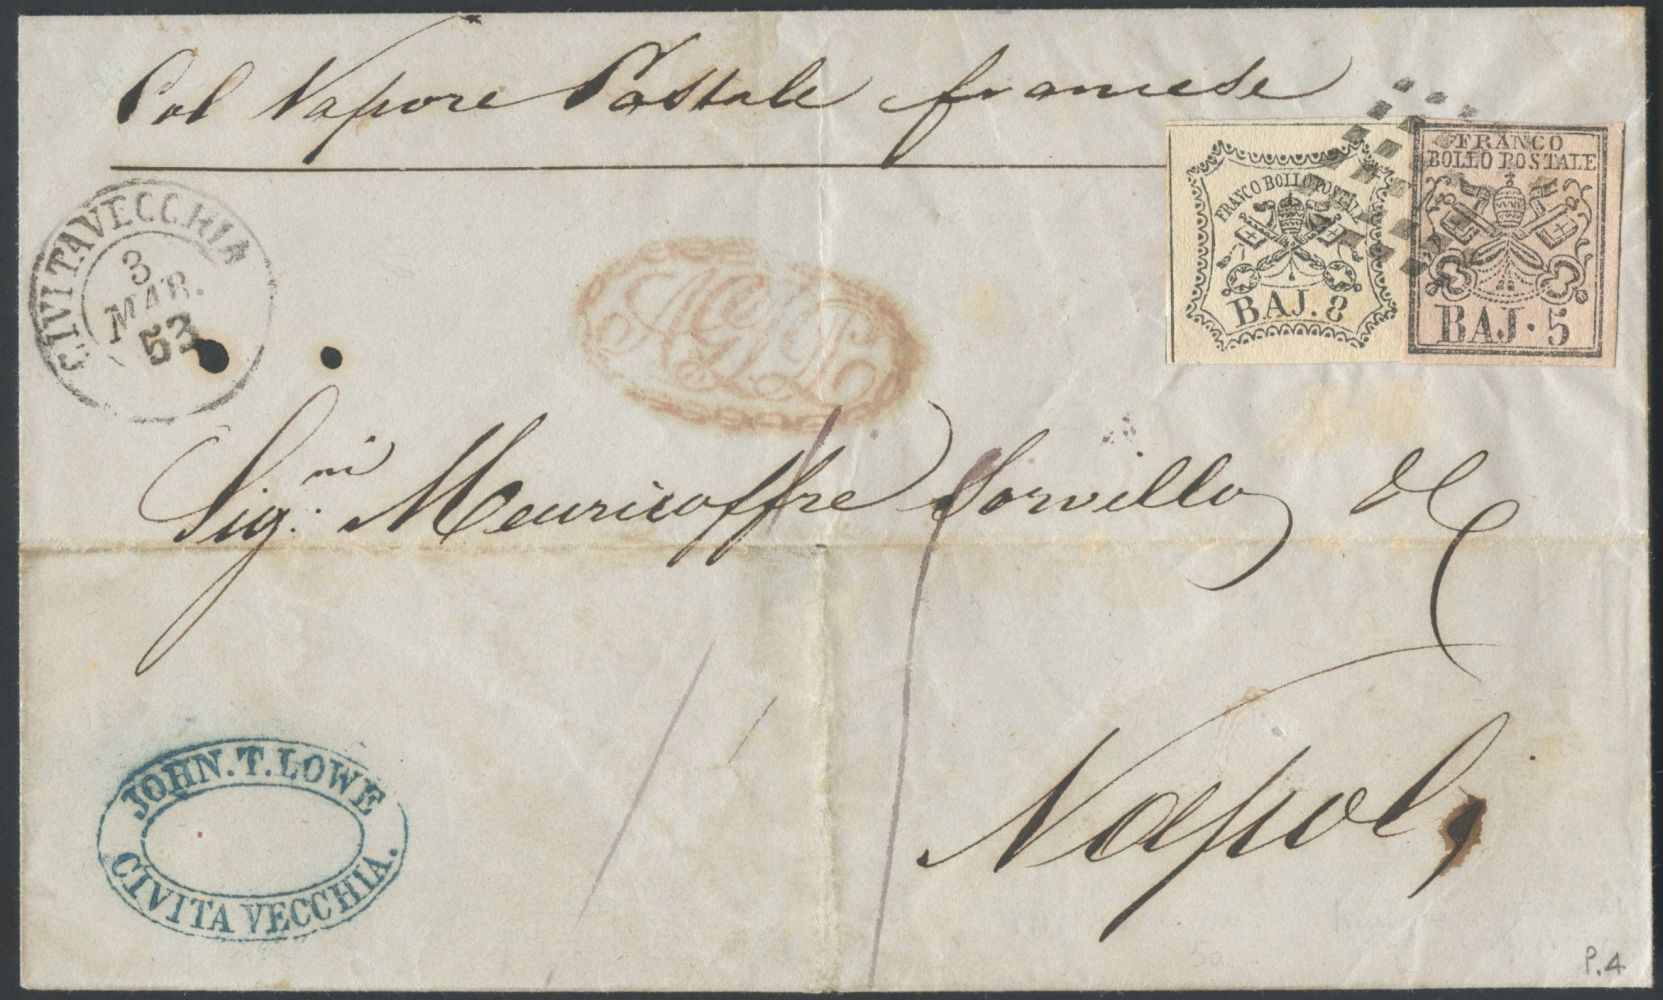 Col Vapore Postale francese
FRANCO BOLLO POSTALE
BAJ. 8
FRANCO
BOLLO POSTALE
BAJ. 5
CIVITAVECCHIA
3
MAR.
53
Sig.ri Meuricoffre Sorvillo & C
Napoli
JOHN. T. LOWE
CIVITA VECCHIA.
P. 4